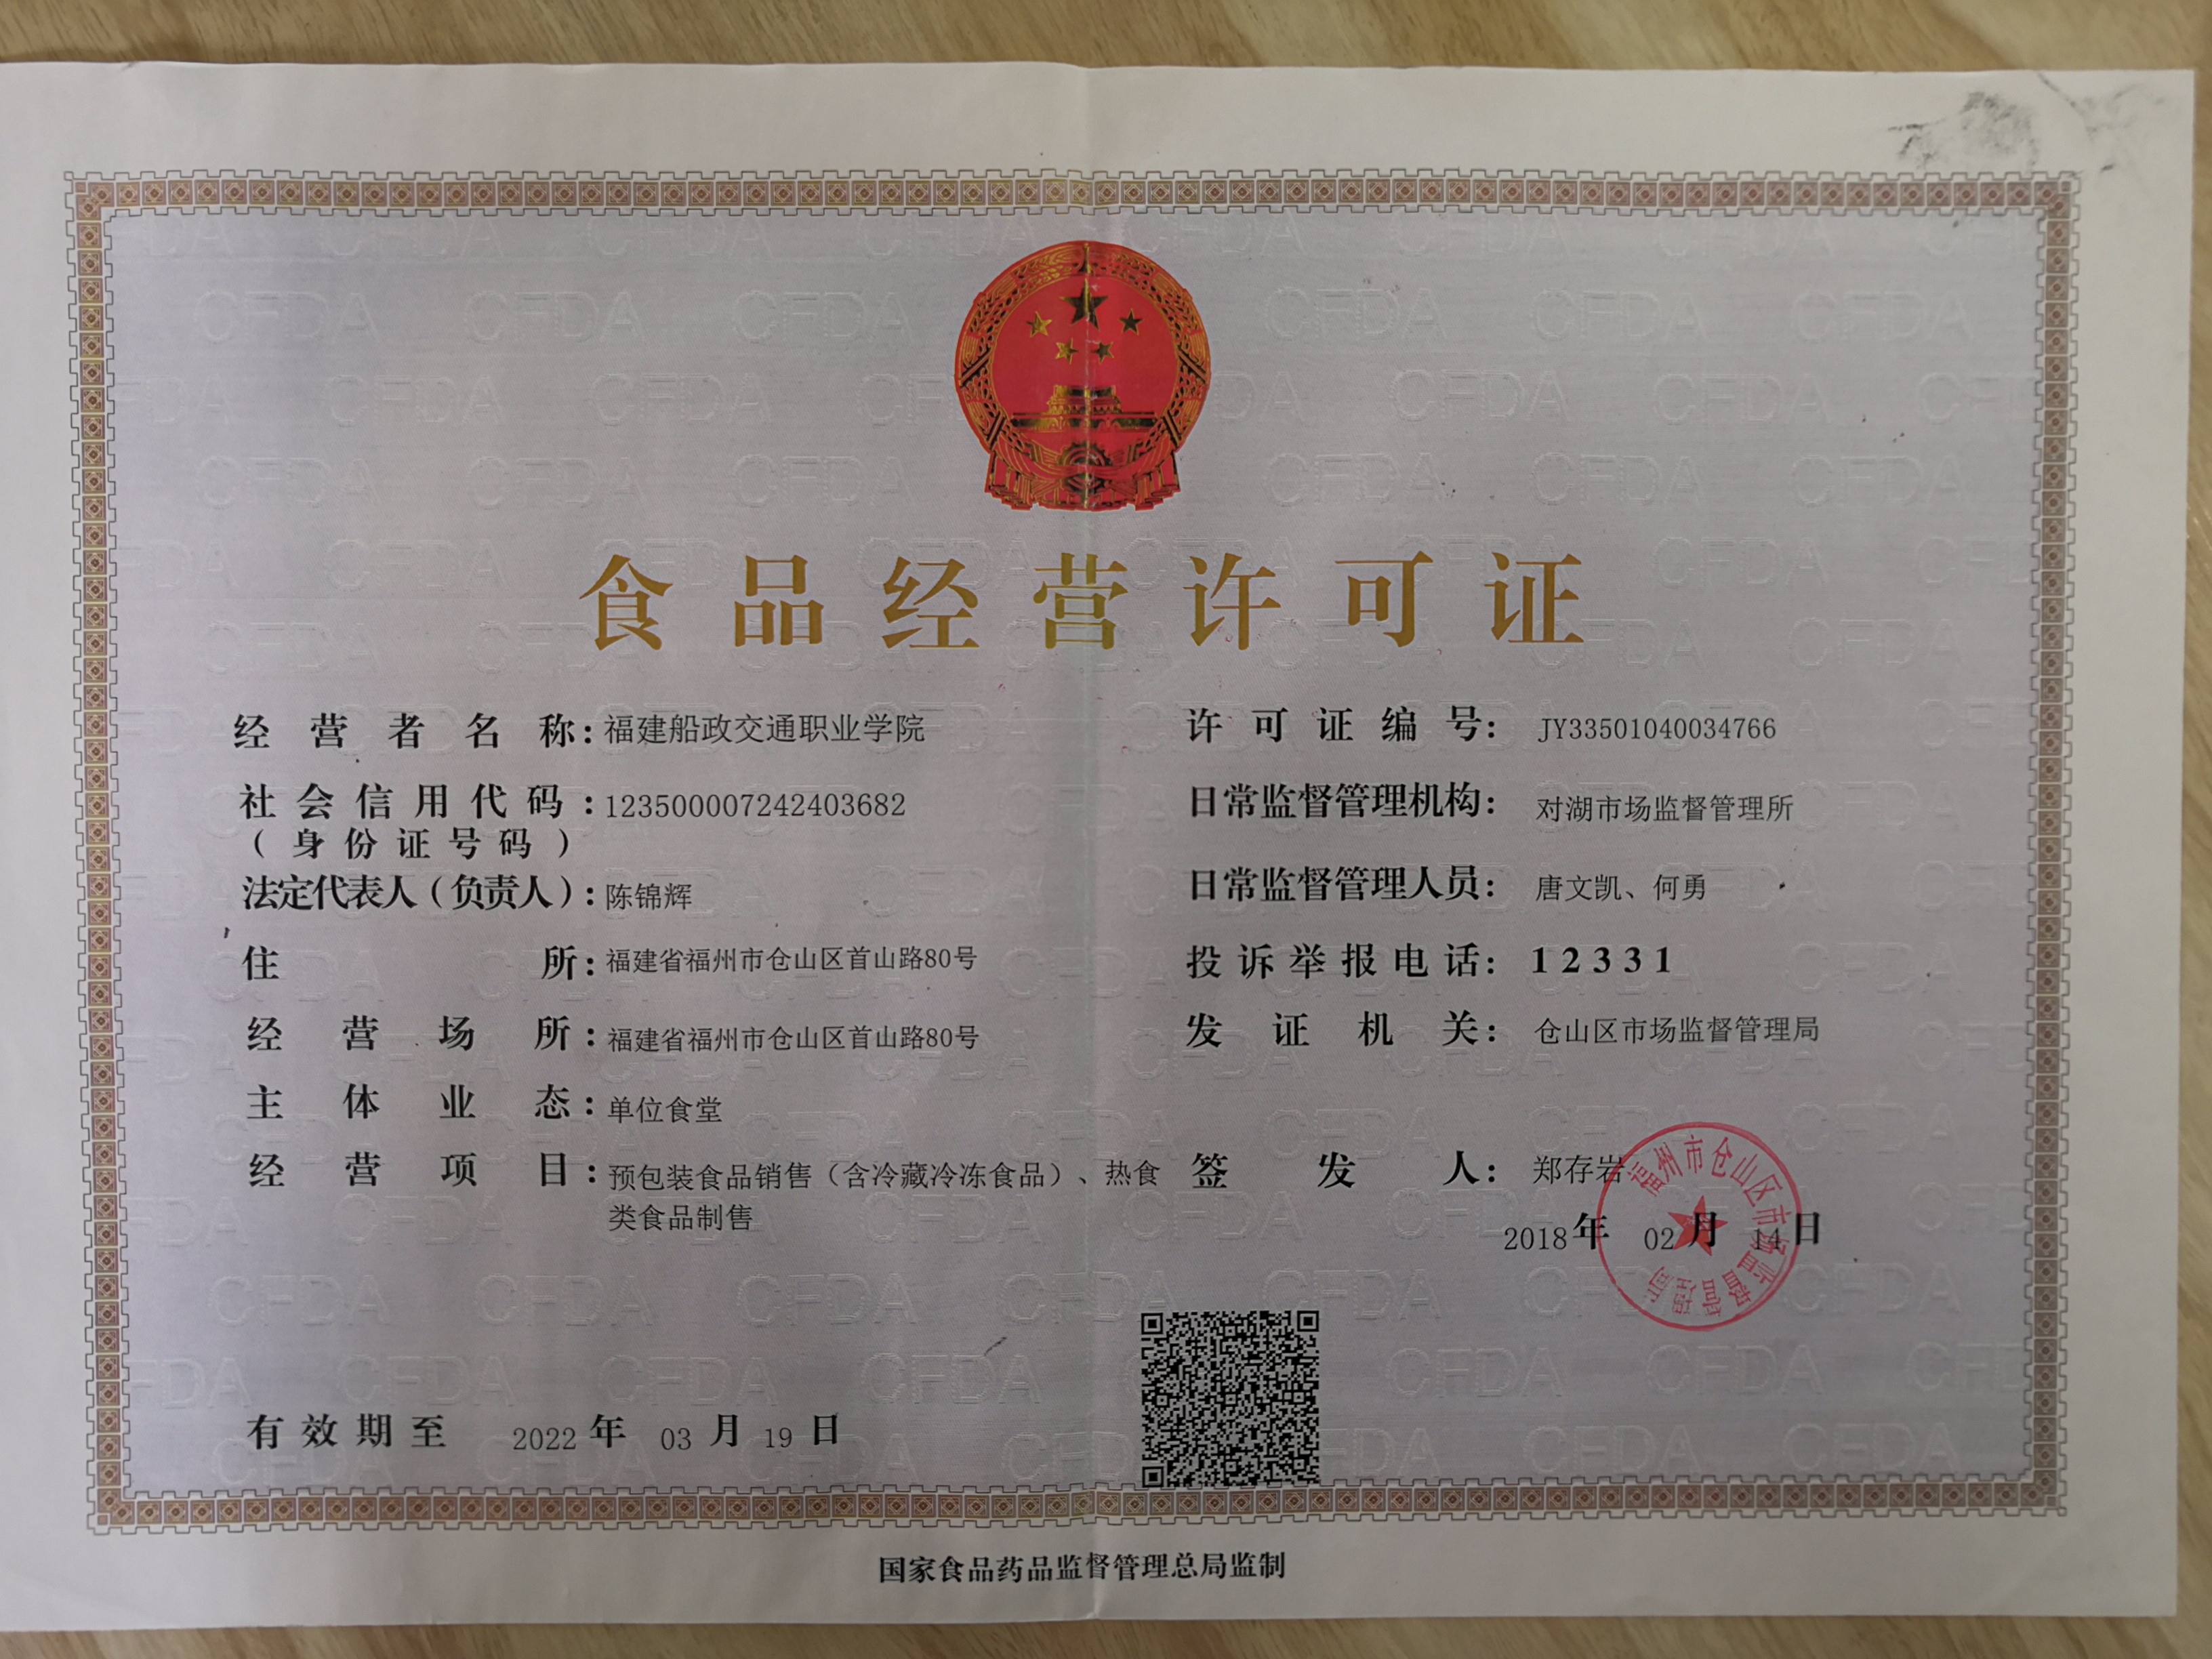 食品经营许可证
经营者名称：福建船政交通职业学院
社会信用代码：123500007242403682
（身份证号码）
法定代表人（负责人）：陈锦辉
住所：福建省福州市仓山区首山路80号
经营场所：福建省福州市仓山区首山路80号
主体业态：单位食堂
经营项目：预包装食品销售（含冷藏冷冻食品）、热食
类食品制售
有效期至 2022年03月19日
许可证编号：JY33501040034766
日常监督管理机构：对湖市场监督管理所
日常监督管理人员：唐文凯、何勇
投诉举报电话：12331
发证机关：仓山区市场监督管理局
签发人：郑存岩
2018年02月14日
福州市仓山区市场监督管理局
国家食品药品监督管理总局监制
CFDA